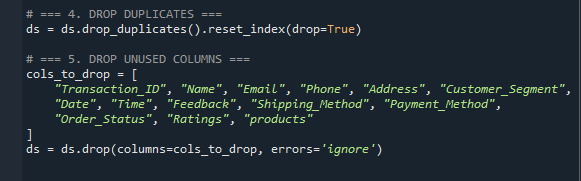 # === 4. DROP DUPLICATES ===
ds = ds.drop_duplicates().reset_index(drop=True)
# === 5. DROP UNUSED COLUMNS ===
cols_to_drop = [
    "Transaction_ID", "Name", "Email", "Phone", "Address", "Customer_Segment",
    "Date", "Time", "Feedback", "Shipping_Method", "Payment_Method",
    "Order_Status", "Ratings", "products"
]
ds = ds.drop(columns=cols_to_drop, errors='ignore')